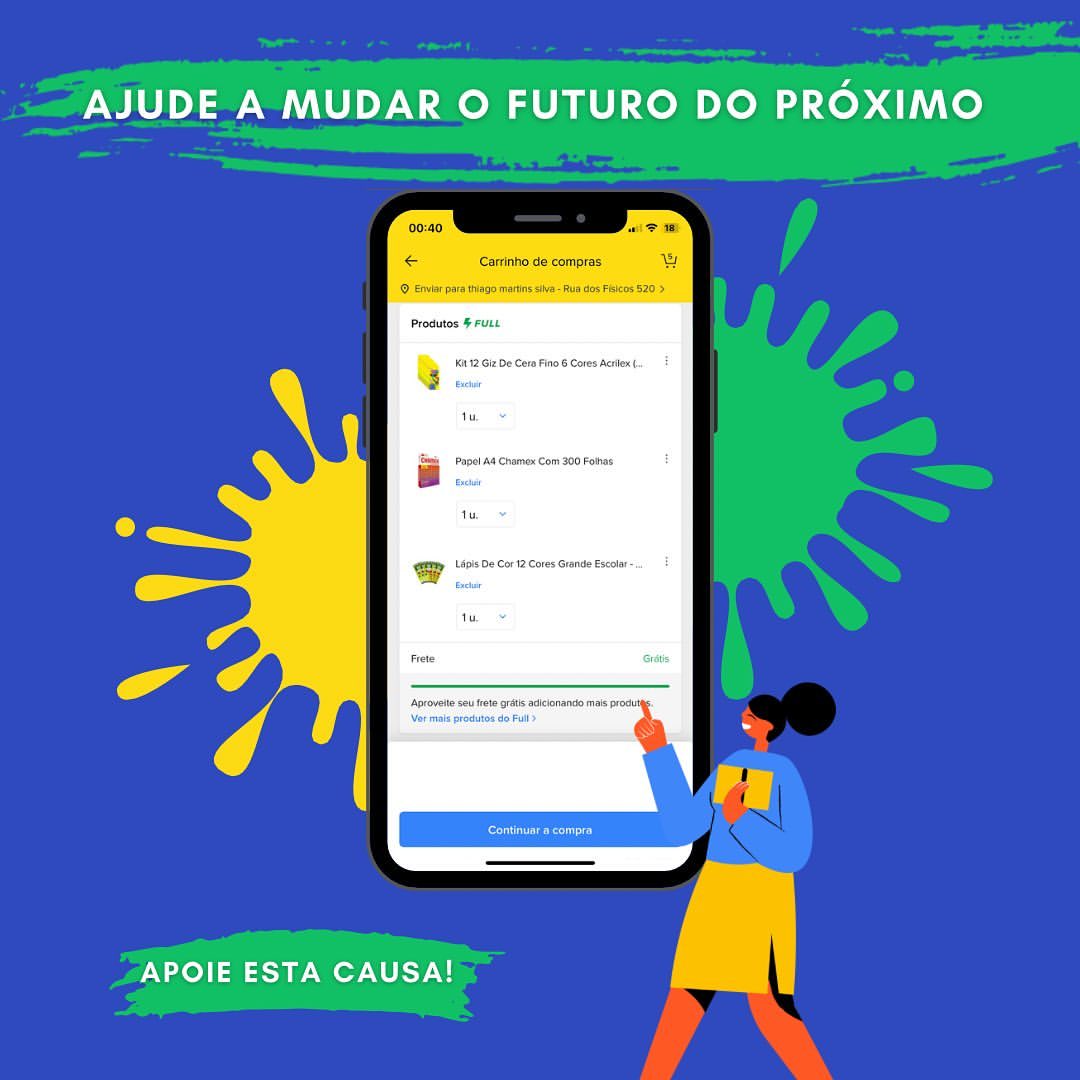 AJUDE A MUDAR O FUTURO DO PRÓXIMO
00:40
18
Carrinho de compras
5
Enviar para thiago martins silva - Rua dos Físicos 520 >
Produtos FULL
Kit 12 Giz De Cera Fino 6 Cores Acrilex (...
Excluir
1 u.
Papel A4 Chamex Com 300 Folhas
Chamex
Excluir
1 u.
Lápis De Cor 12 Cores Grande Escolar - ...
Excluir
1 u.
Frete Grátis
Aproveite seu frete grátis adicionando mais produtos.
Ver mais produtos do Full >
Continuar a compra
APOIE ESTA CAUSA!